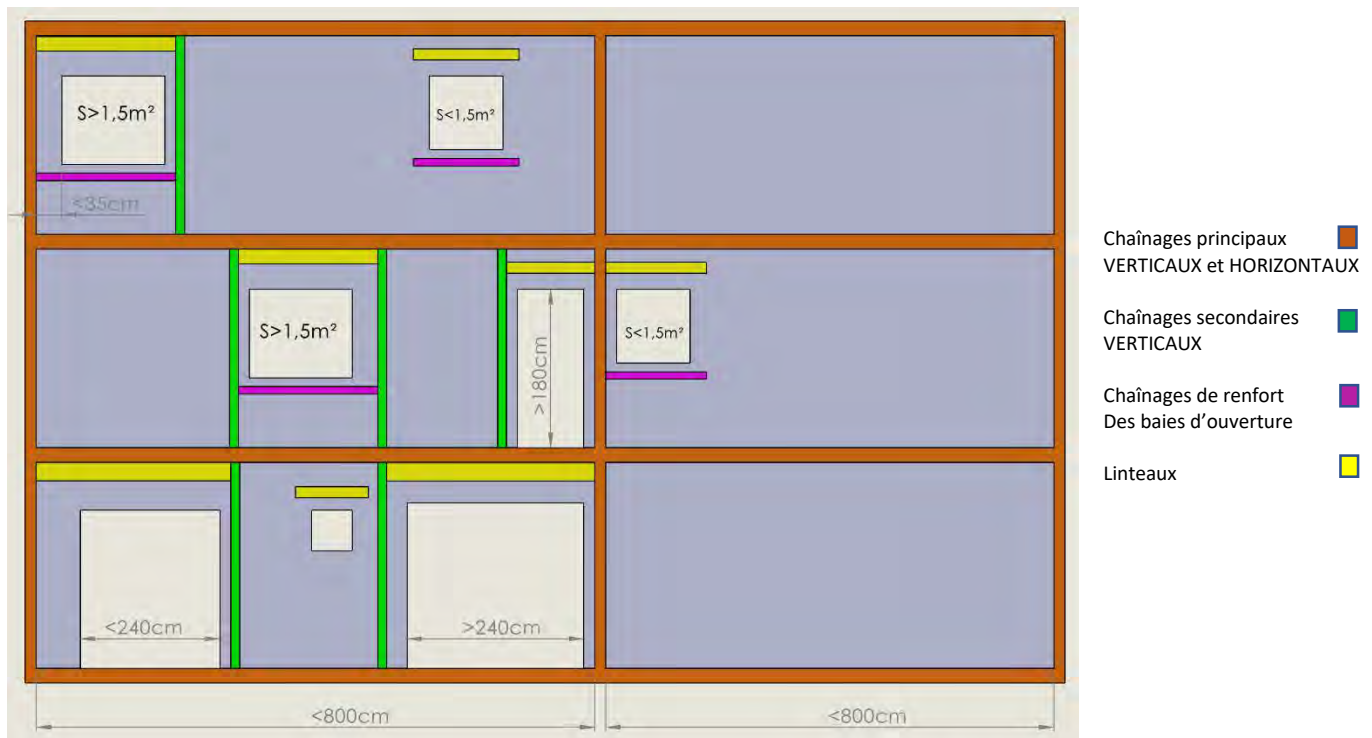 S>1,5m²
S<1,5m²
<35cm
S>1,5m²
>180cm
S<1,5m²
<240cm
>240cm
<800cm
<800cm
Chaînages principaux
VERTICAUX et HORIZONTAUX
Chaînages secondaires
VERTICAUX
Chaînages de renfort
Des baies d’ouverture
Linteaux